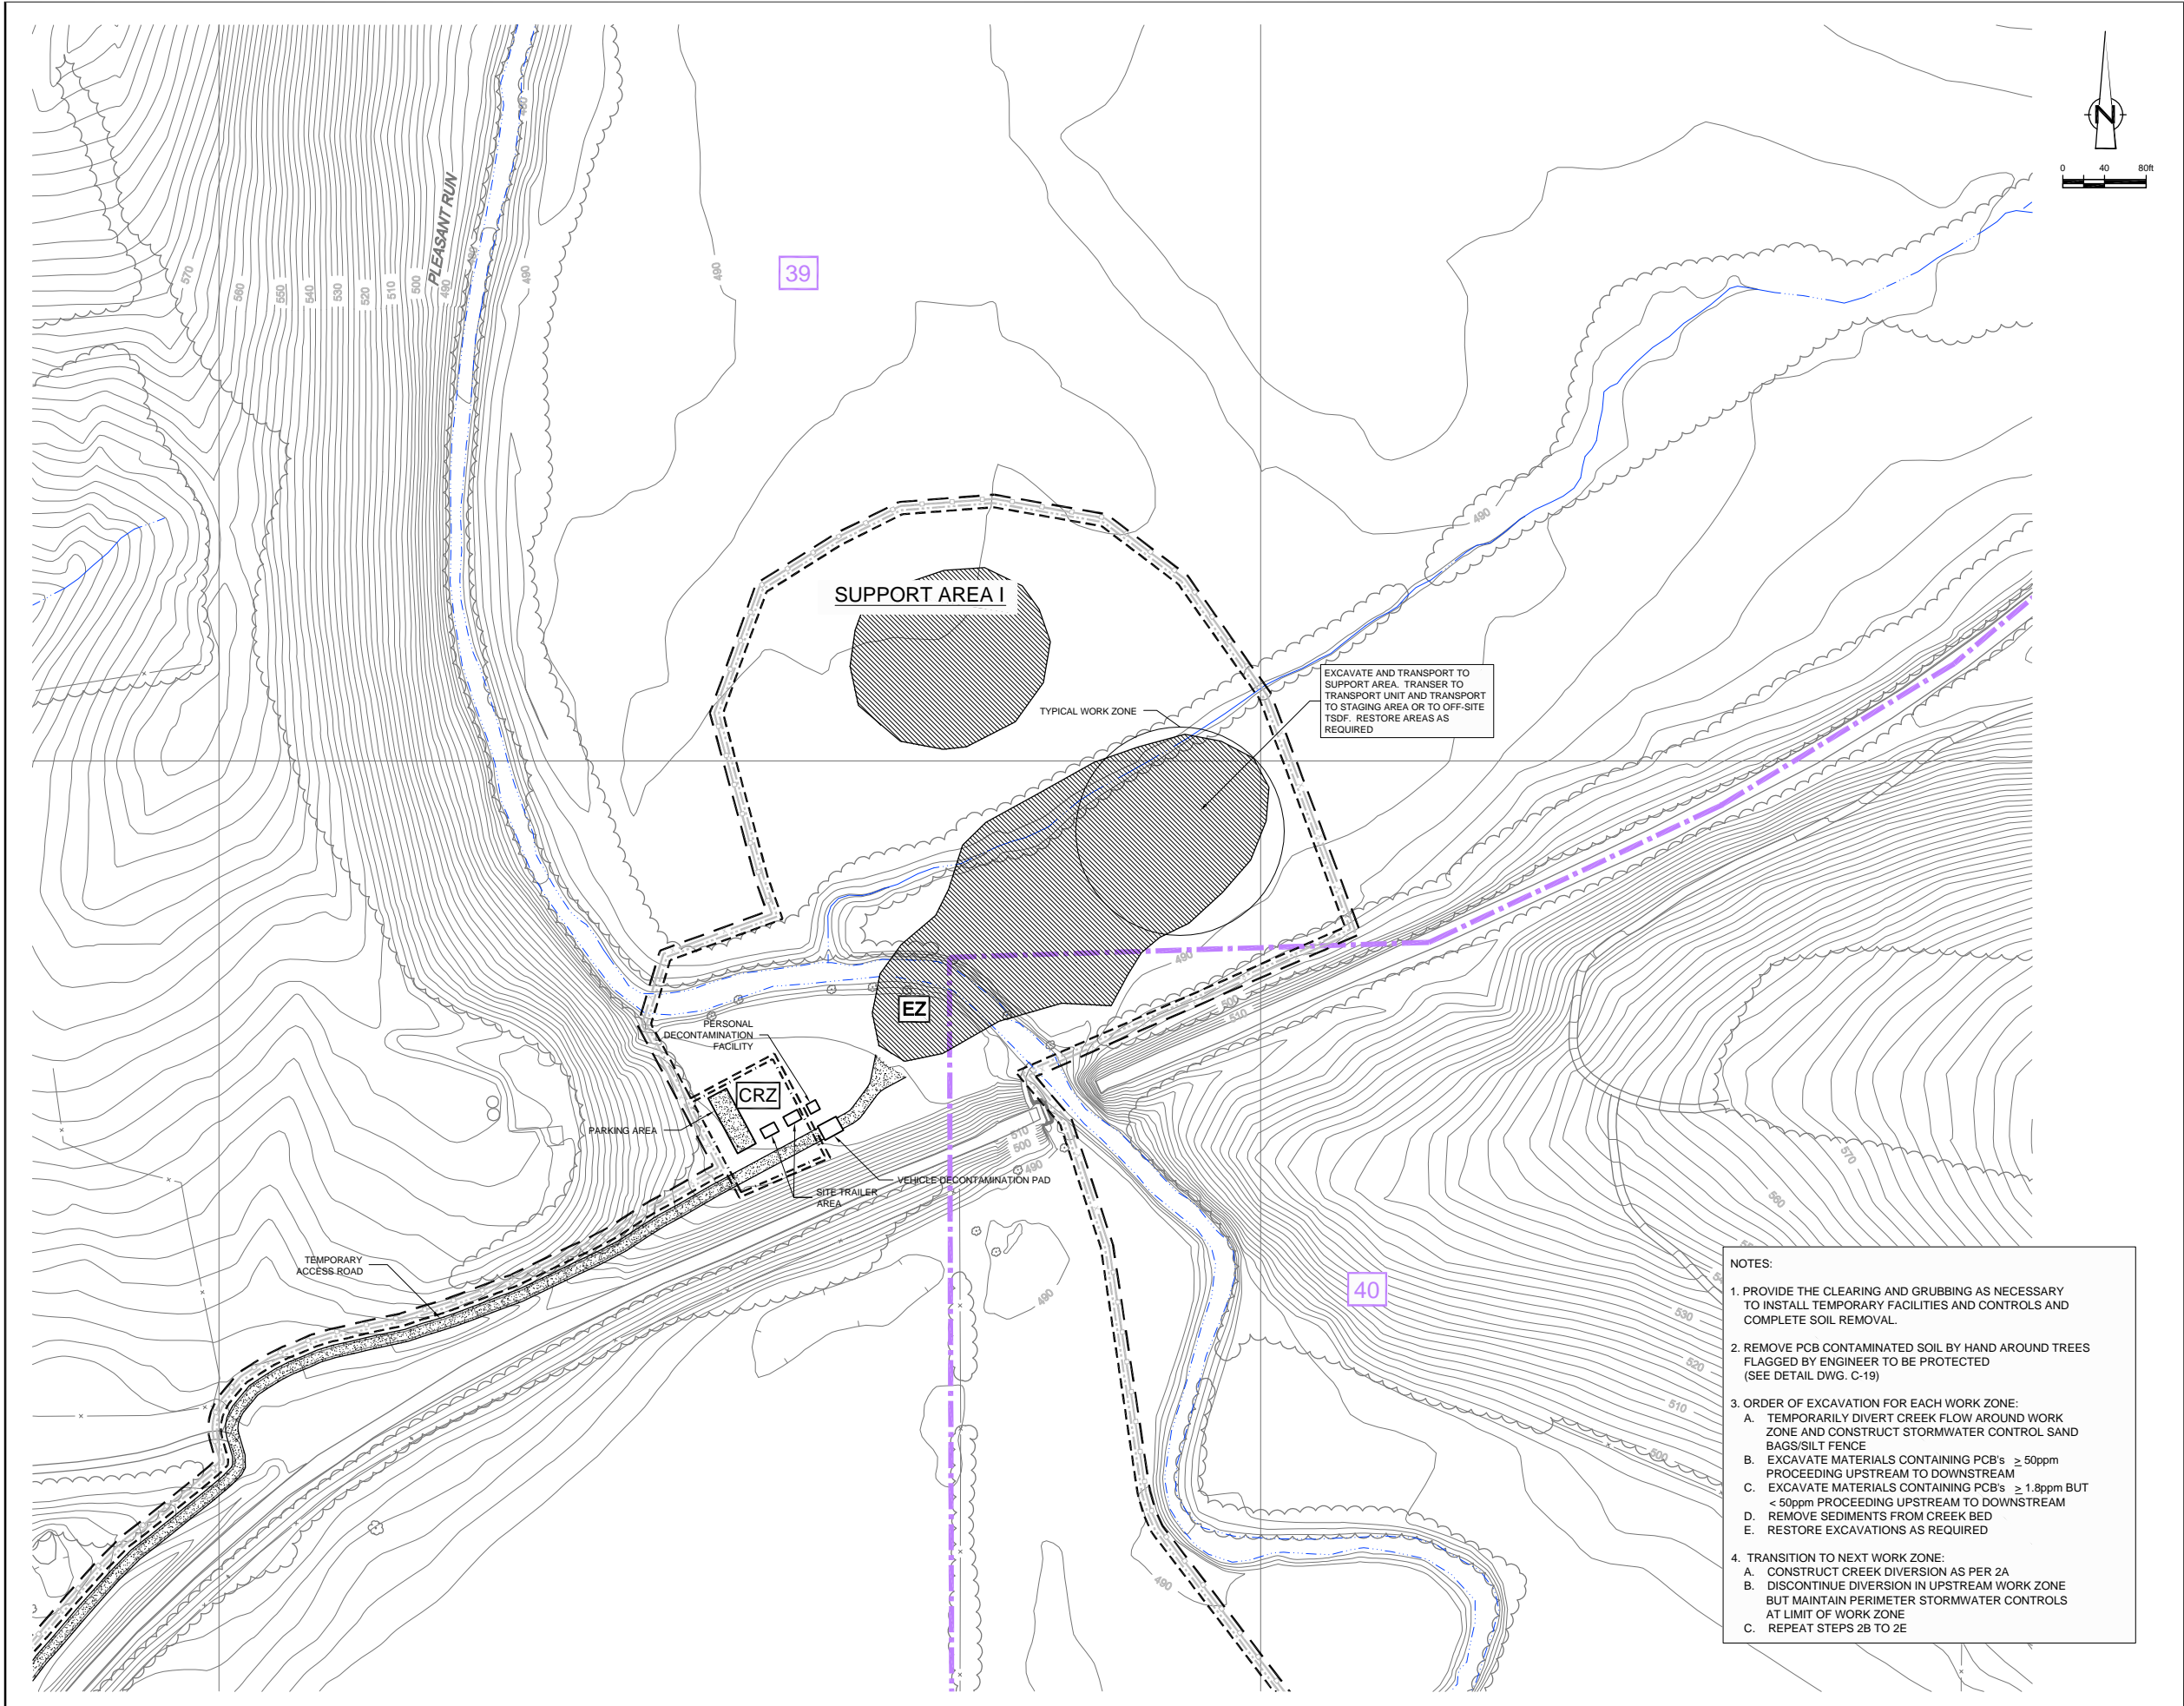 N
0 40 80ft
480
PLEASANT RUN
480
570
560
550
540
530
520
510
500
490
490
490
39
490
SUPPORT AREA I
EXCAVATE AND TRANSPORT TO
SUPPORT AREA. TRANSER TO
TRANSPORT UNIT AND TRANSPORT
TO STAGING AREA OR TO OFF-SITE
TSDF. RESTORE AREAS AS
REQUIRED
TYPICAL WORK ZONE
490
EZ
500
510
PERSONAL
DECONTAMINATION
FACILITY
CRZ
PARKING AREA
510
500
490
VEHICLE DECONTAMINATION PAD
SITE TRAILER
AREA
TEMPORARY
ACCESS ROAD
490
40
570
560
530
520
510
500
490
NOTES:
1. PROVIDE THE CLEARING AND GRUBBING AS NECESSARY
TO INSTALL TEMPORARY FACILITIES AND CONTROLS AND
COMPLETE SOIL REMOVAL.
2. REMOVE PCB CONTAMINATED SOIL BY HAND AROUND TREES
FLAGGED BY ENGINEER TO BE PROTECTED
(SEE DETAIL DWG. C-19)
3. ORDER OF EXCAVATION FOR EACH WORK ZONE:
A. TEMPORARILY DIVERT CREEK FLOW AROUND WORK
ZONE AND CONSTRUCT STORMWATER CONTROL SAND
BAGS/SILT FENCE
B. EXCAVATE MATERIALS CONTAINING PCB's ≥ 50ppm
PROCEEDING UPSTREAM TO DOWNSTREAM
C. EXCAVATE MATERIALS CONTAINING PCB's ≥ 1.8ppm BUT
< 50ppm PROCEEDING UPSTREAM TO DOWNSTREAM
D. REMOVE SEDIMENTS FROM CREEK BED
E. RESTORE EXCAVATIONS AS REQUIRED
4. TRANSITION TO NEXT WORK ZONE:
A. CONSTRUCT CREEK DIVERSION AS PER 2A
B. DISCONTINUE DIVERSION IN UPSTREAM WORK ZONE
BUT MAINTAIN PERIMETER STORMWATER CONTROLS
AT LIMIT OF WORK ZONE
C. REPEAT STEPS 2B TO 2E